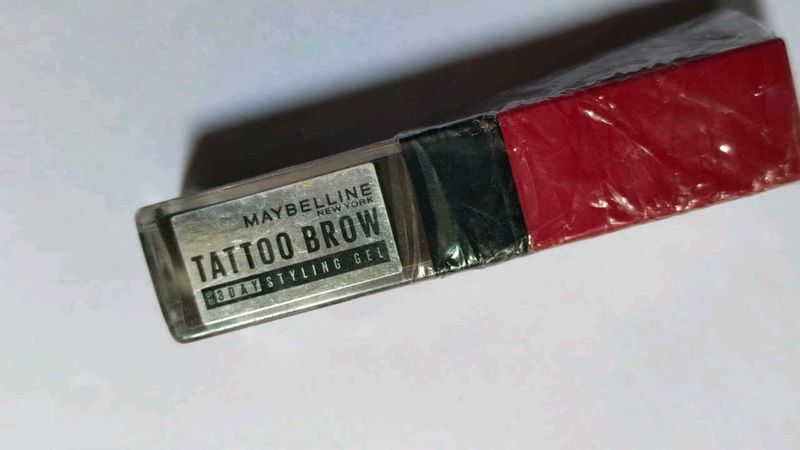 MAYBELLINE
NEW YORK
TATTOO BROW
3 DAY STYLING GEL